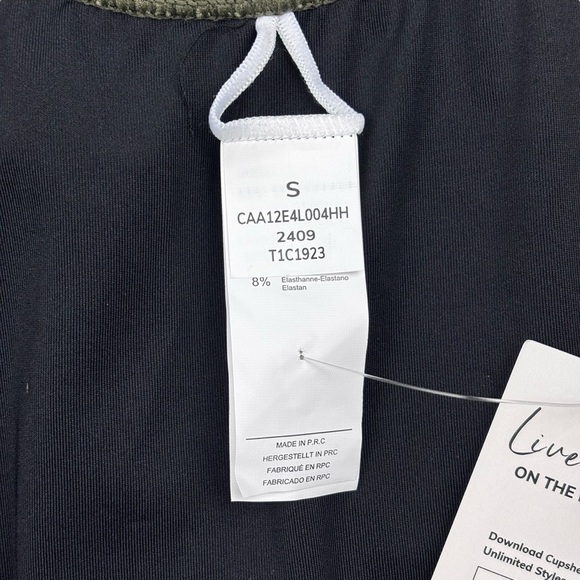 S
CAA12E4L004HH
2409
T1C1923
8% Elasthanne-Elastano
Elastan
MADE IN P.R.C
HERGESTELLT IN PRC
FABRIQUÉ EN RPC
FABRICADO EN RPC
Live
ON THE
Download Cupshe
Unlimited Style